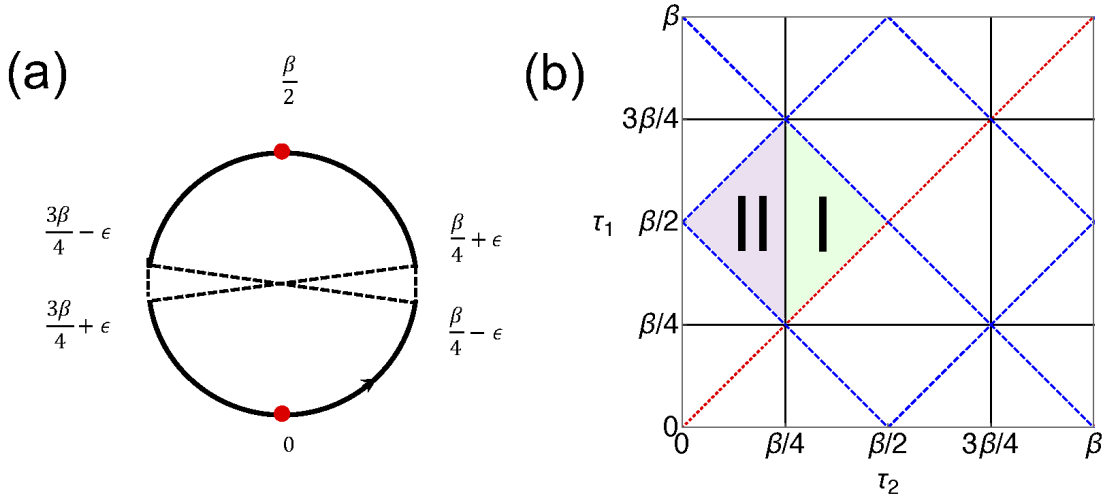 (a)
β/2
3β/4 − ϵ
β/4 + ϵ
3β/4 + ϵ
β/4 − ϵ
0
(b)
β
3β/4
τ₁ β/2
β/4
0
II I
0 β/4 β/2 3β/4 β
τ₂